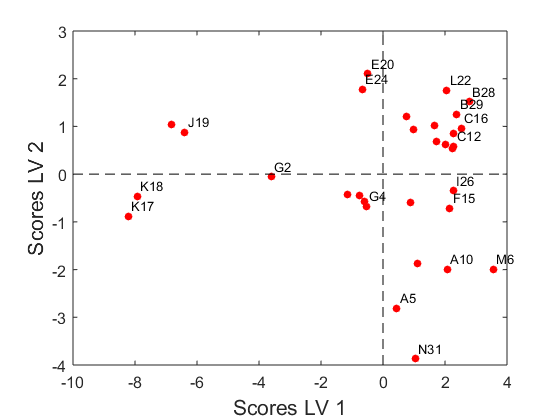 3
2
1
0
-1
-2
-3
-4
Scores LV 2
E20
E24
L22
B28
B29
C16
C12
J19
G2
K18
K17
G4
I26
F15
A10
M6
A5
N31
-10 -8 -6 -4 -2 0 2 4
Scores LV 1